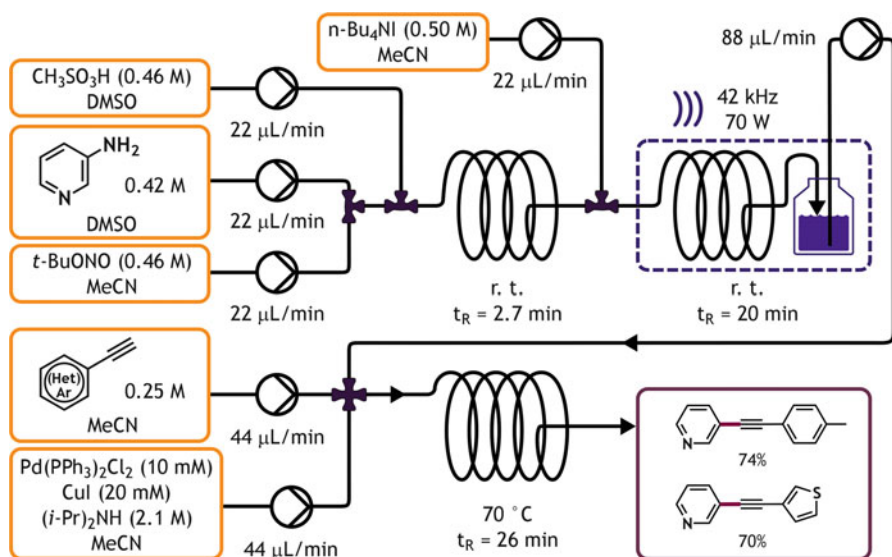 n-Bu₄NI (0.50 M)
MeCN
22 μL/min
88 μL/min
CH₃SO₃H (0.46 M)
DMSO
22 μL/min
42 kHz
70 W
NH₂
N
0.42 M
DMSO
22 μL/min
t-BuONO (0.46 M)
MeCN
22 μL/min
r. t.
tR = 2.7 min
r. t.
tR = 20 min
(Het)
Ar
0.25 M
MeCN
44 μL/min
Pd(PPh₃)₂Cl₂ (10 mM)
CuI (20 mM)
(i-Pr)₂NH (2.1 M)
MeCN
44 μL/min
70 °C
tR = 26 min
N
74%
S
N
70%